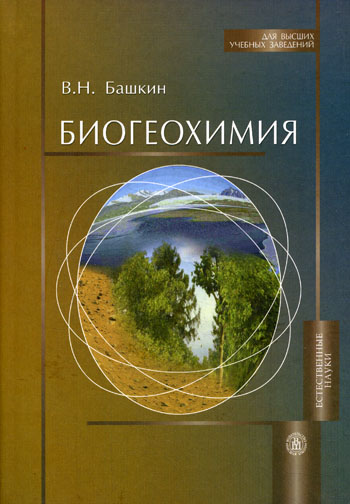 ДЛЯ ВЫСШИХ
УЧЕБНЫХ ЗАВЕДЕНИЙ
В.Н. Башкин
БИОГЕОХИМИЯ
ЕСТЕСТВЕННЫЕ
НАУКИ